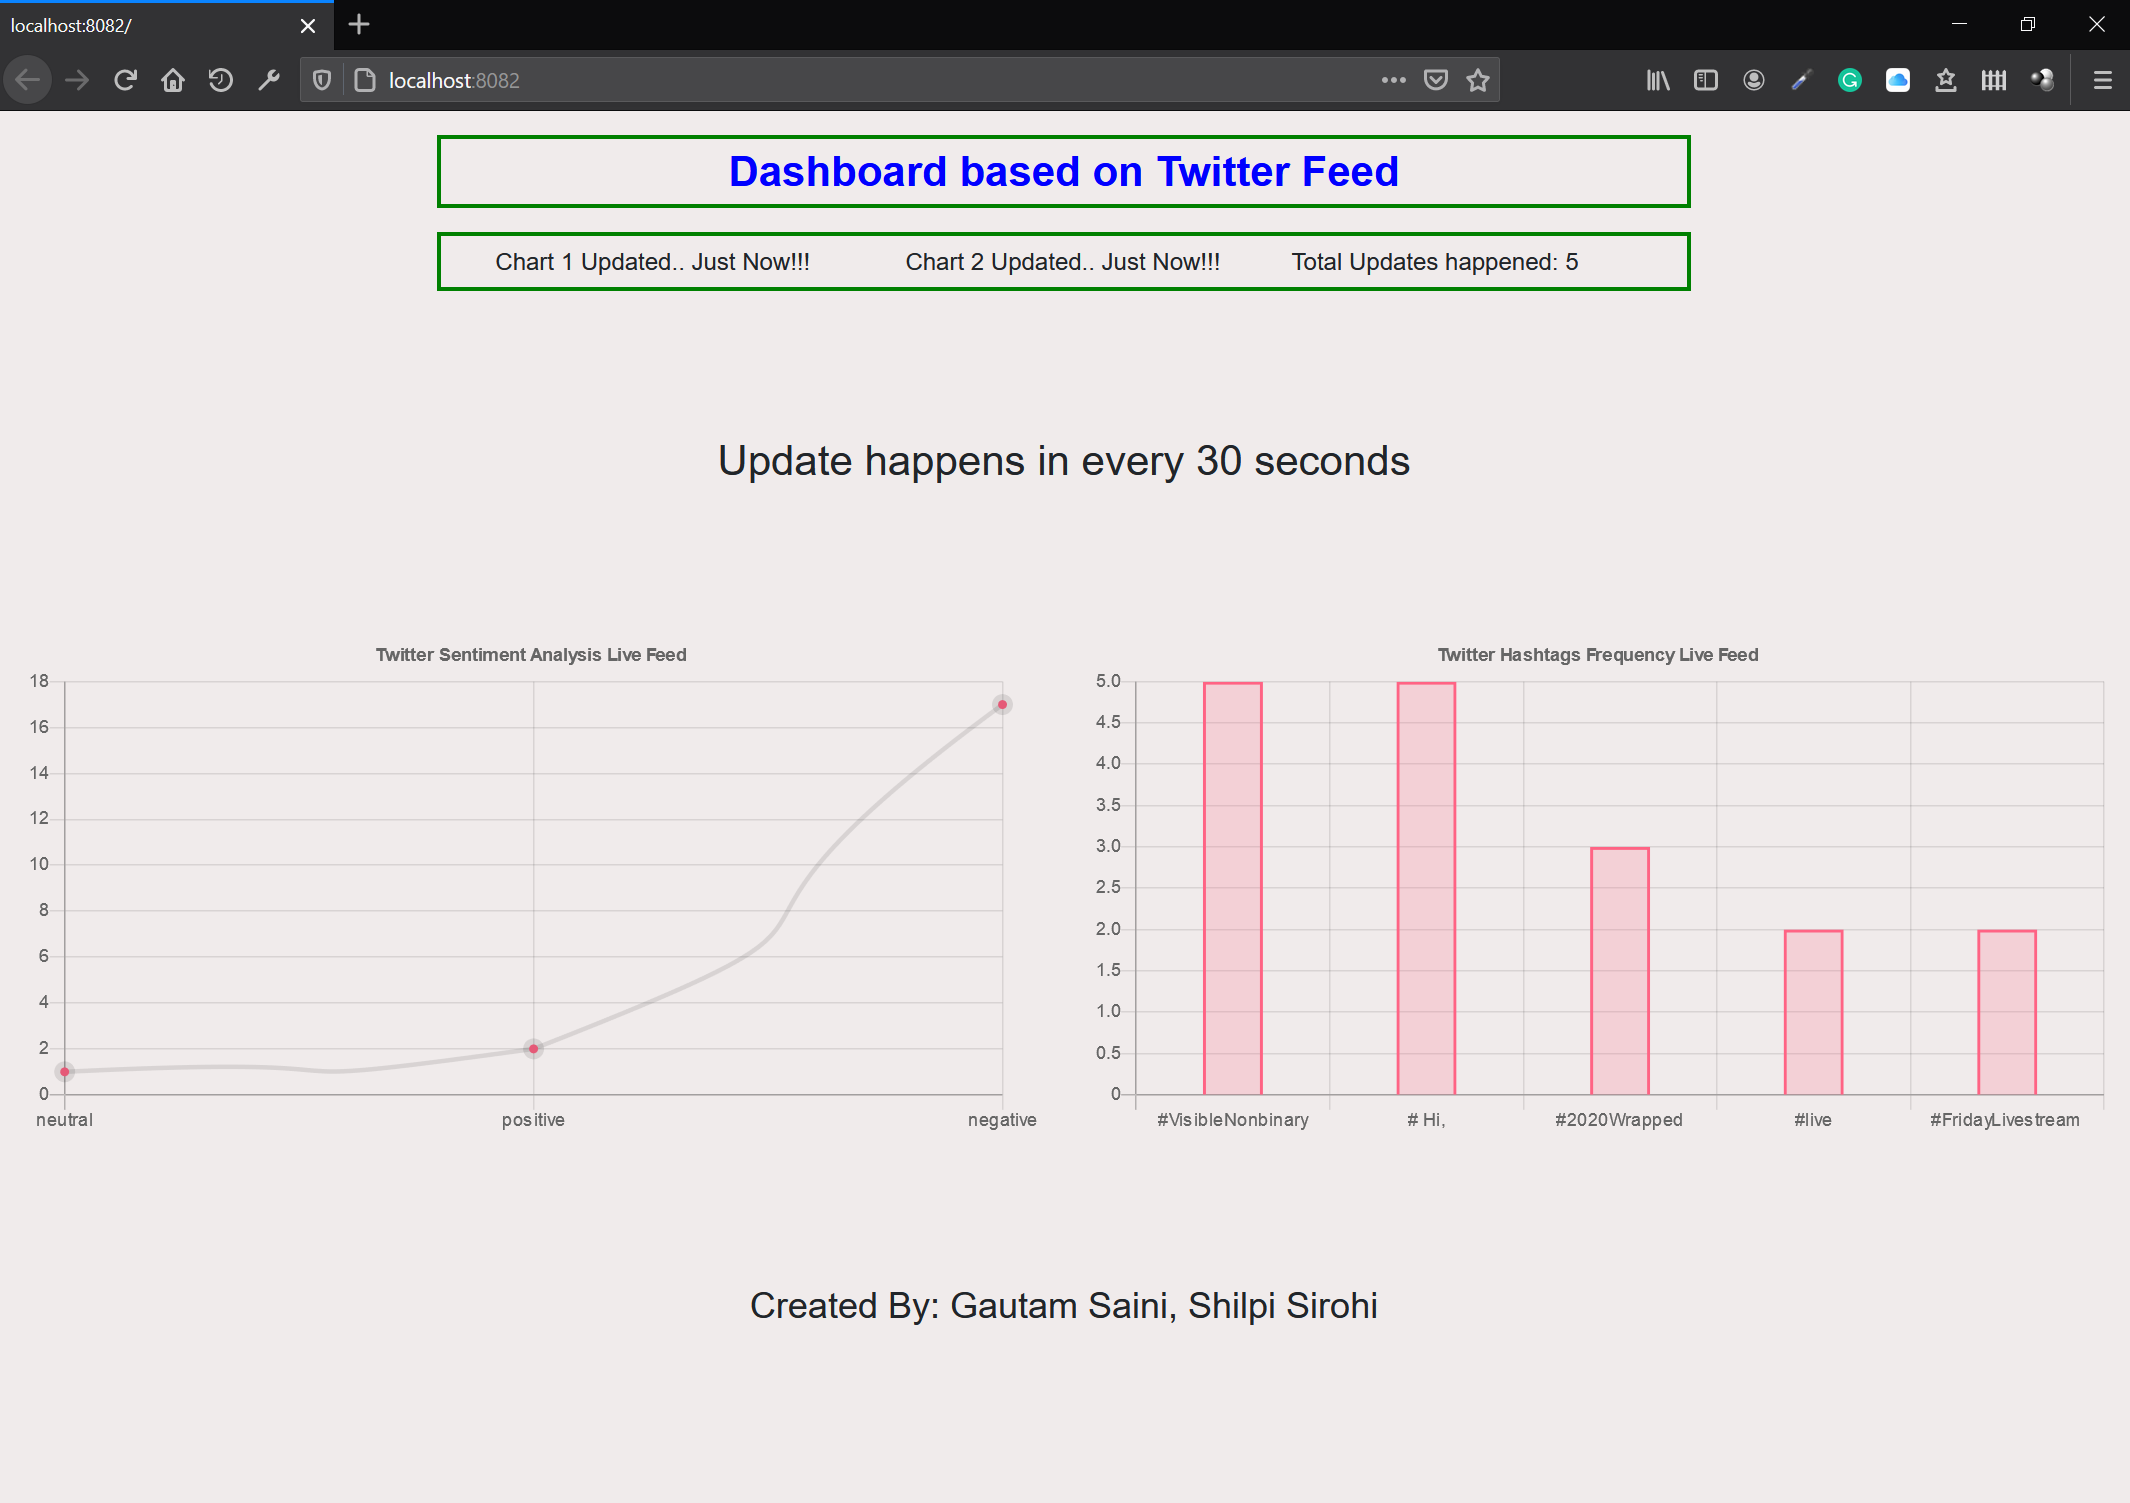 localhost:8082/
localhost:8082
Dashboard based on Twitter Feed
Chart 1 Updated.. Just Now!!! Chart 2 Updated.. Just Now!!! Total Updates happened: 5
Update happens in every 30 seconds
Twitter Sentiment Analysis Live Feed
18
16
14
12
10
8
6
4
2
0
neutral positive negative
Twitter Hashtags Frequency Live Feed
5.0
4.5
4.0
3.5
3.0
2.5
2.0
1.5
1.0
0.5
0
#VisibleNonbinary # Hi, #2020Wrapped #live #FridayLivestream
Created By: Gautam Saini, Shilpi Sirohi